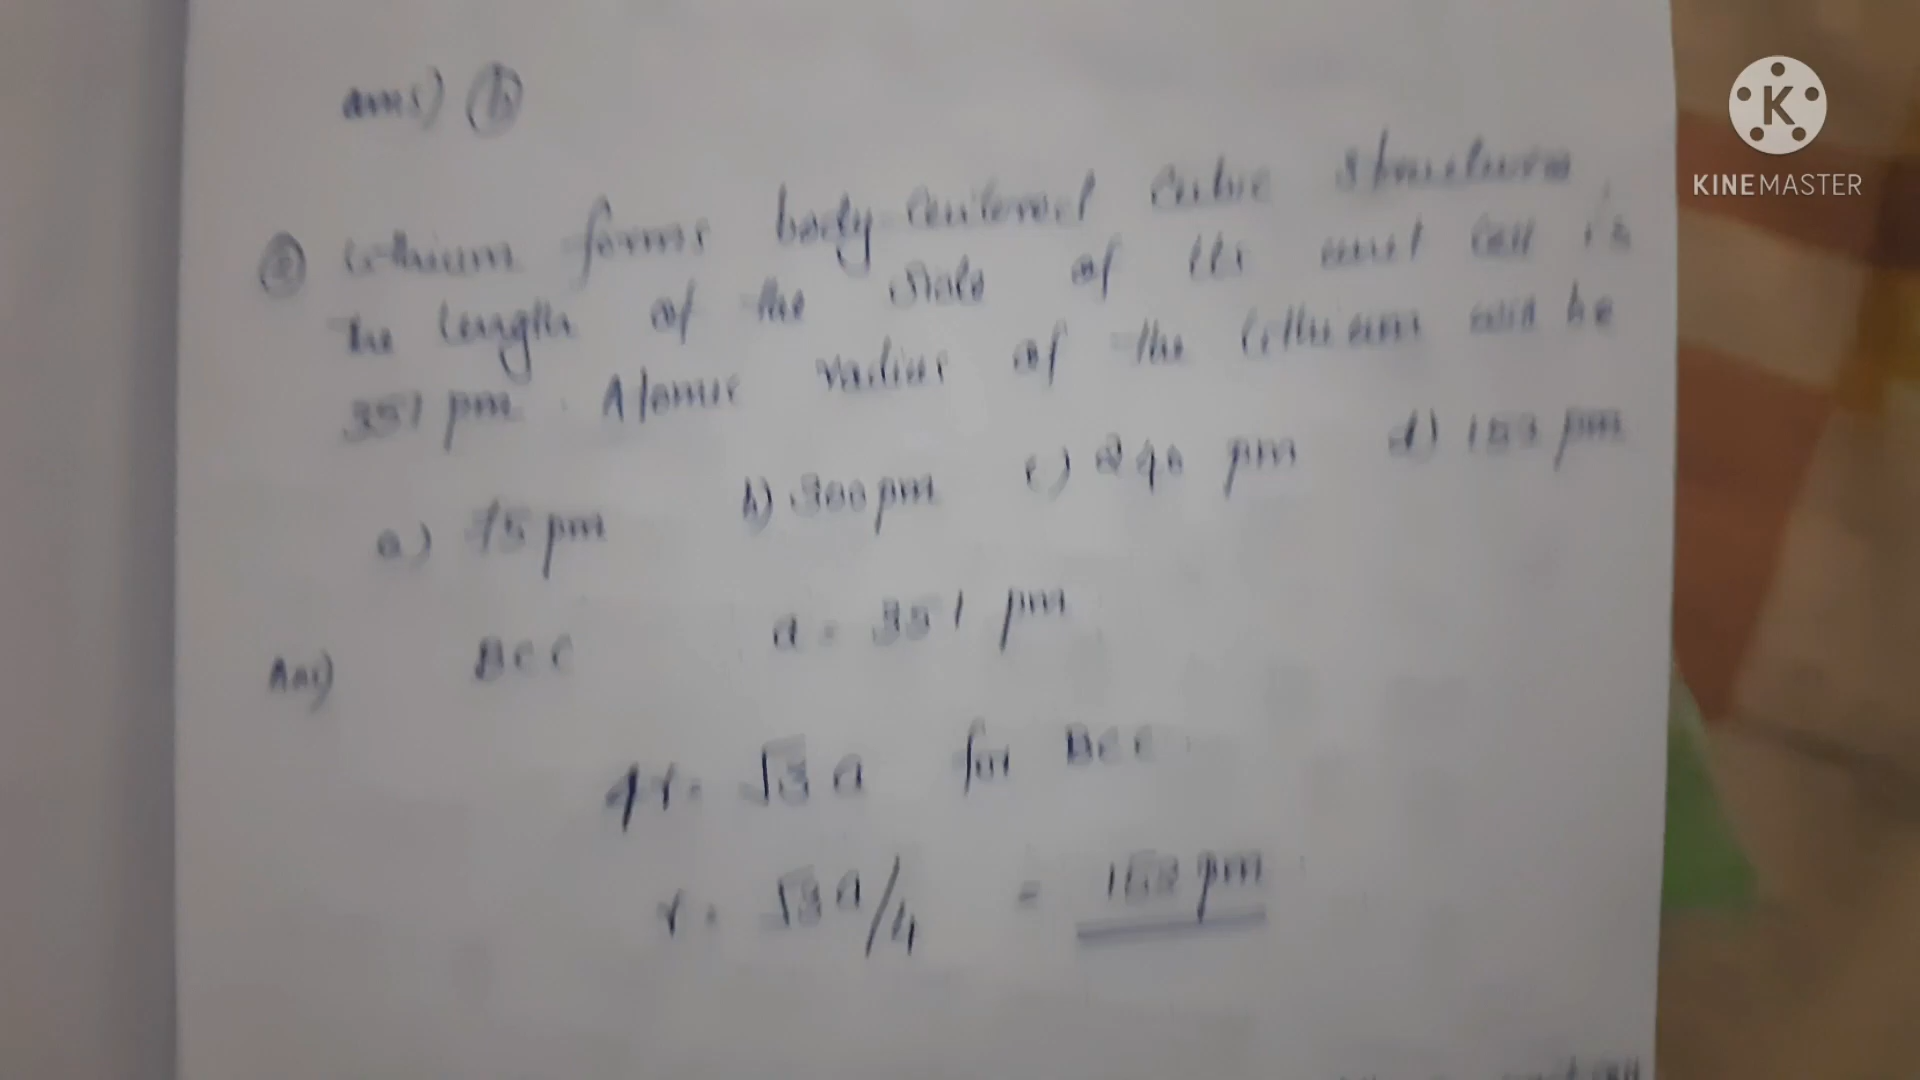 ans) b
② Lithium forms body centered cubic structure.
The length of the side of its unit cell is
351 pm. Atomic radius of the lithium will be
a) 75 pm b) 300 pm c) 240 pm d) 152 pm
Ans) BCC a = 351 pm
4r = √3 a for BCC
r = √3 a/4 = 152 pm
KINEMASTER